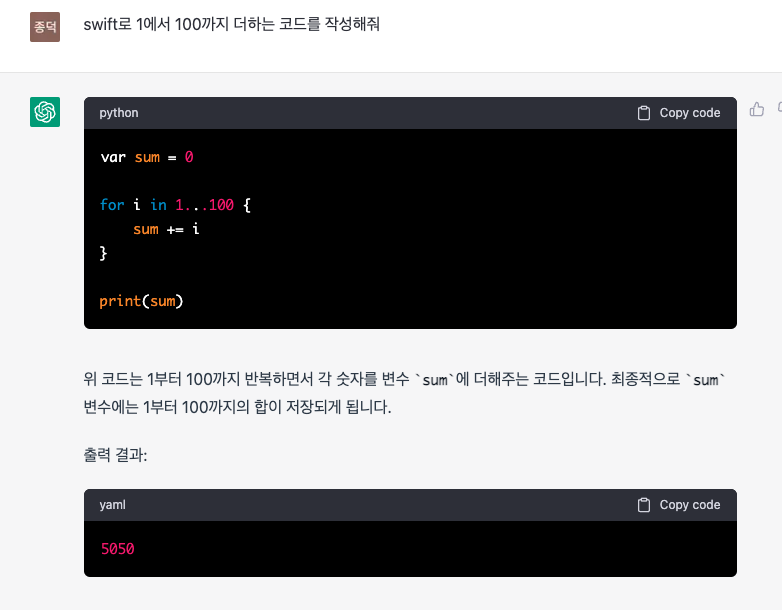 종덕
swift로 1에서 100까지 더하는 코드를 작성해줘
python
Copy code
var sum = 0
for i in 1...100 {
    sum += i
}
print(sum)
위 코드는 1부터 100까지 반복하면서 각 숫자를 변수 `sum`에 더해주는 코드입니다. 최종적으로 `sum`
변수에는 1부터 100까지의 합이 저장되게 됩니다.
출력 결과:
yaml
Copy code
5050